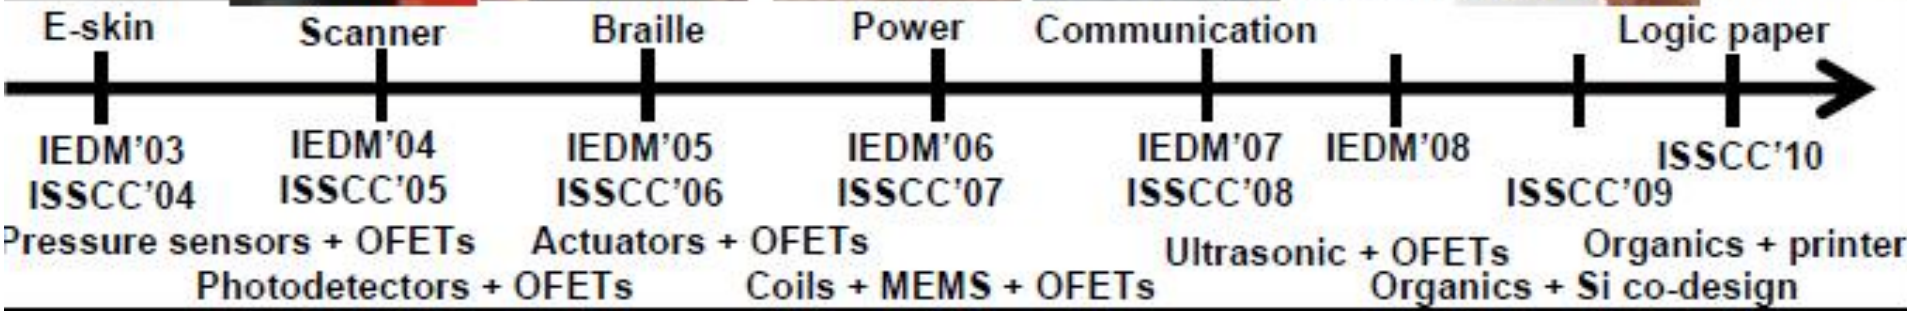 E-skin Scanner Braille Power Communication Logic paper
IEDM'03 IEDM'04 IEDM'05 IEDM'06 IEDM'07 IEDM'08 ISSCC'10
ISSCC'04 ISSCC'05 ISSCC'06 ISSCC'07 ISSCC'08 ISSCC'09
Pressure sensors + OFETs Actuators + OFETs Ultrasonic + OFETs Organics + printer
Photodetectors + OFETs Coils + MEMS + OFETs Organics + Si co-design